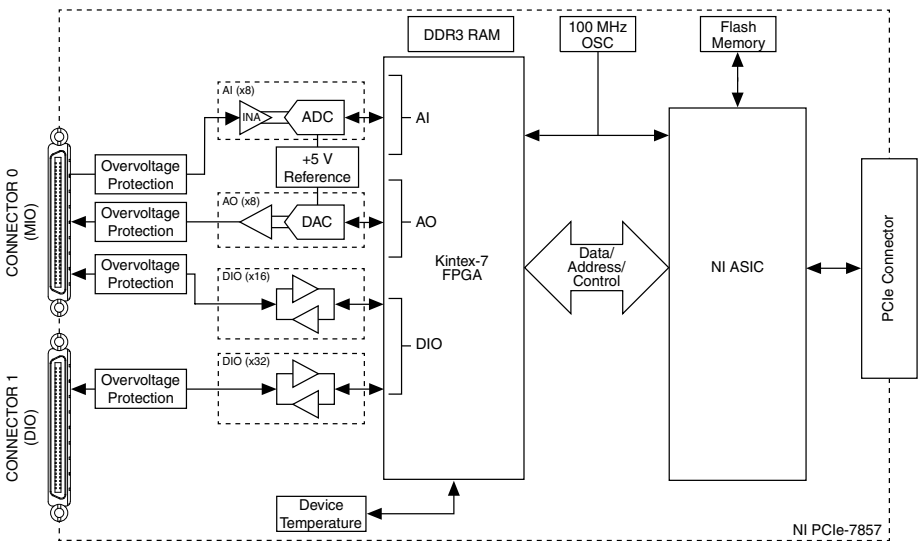 DDR3 RAM
100 MHz
OSC
Flash
Memory
AI (x8)
INA
ADC
AI
+5 V
Reference
Overvoltage
Protection
CONNECTOR 0
(MIO)
AO (x8)
DAC
AO
Overvoltage
Protection
Kintex-7
FPGA
Data/
Address/
Control
NI ASIC
PCIe Connector
Overvoltage
Protection
DIO (x16)
DIO
DIO (x32)
Overvoltage
Protection
CONNECTOR 1
(DIO)
Device
Temperature
NI PCIe-7857